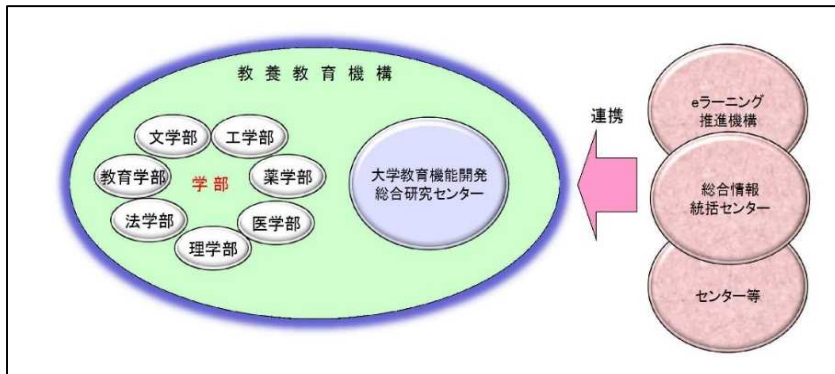 教養教育機構
文学部
工学部
教育学部
学部
薬学部
法学部
医学部
理学部
大学教育機能開発
総合研究センター
連携
eラーニング
推進機構
総合情報
統括センター
センター等